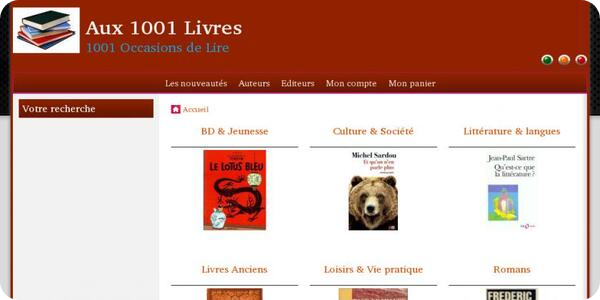 Aux 1001 Livres
1001 Occasions de Lire
Les nouveautés Auteurs Editeurs Mon compte Mon panier
Votre recherche
Accueil
BD & Jeunesse Culture & Société Littérature & langues
LE LOTUS BLEU
Michel Sardou
Et qu'on n'en
parle plus
Jean-Paul Sartre
Qu'est-ce que
la littérature ?
Livres Anciens Loisirs & Vie pratique Romans
FREDERIC